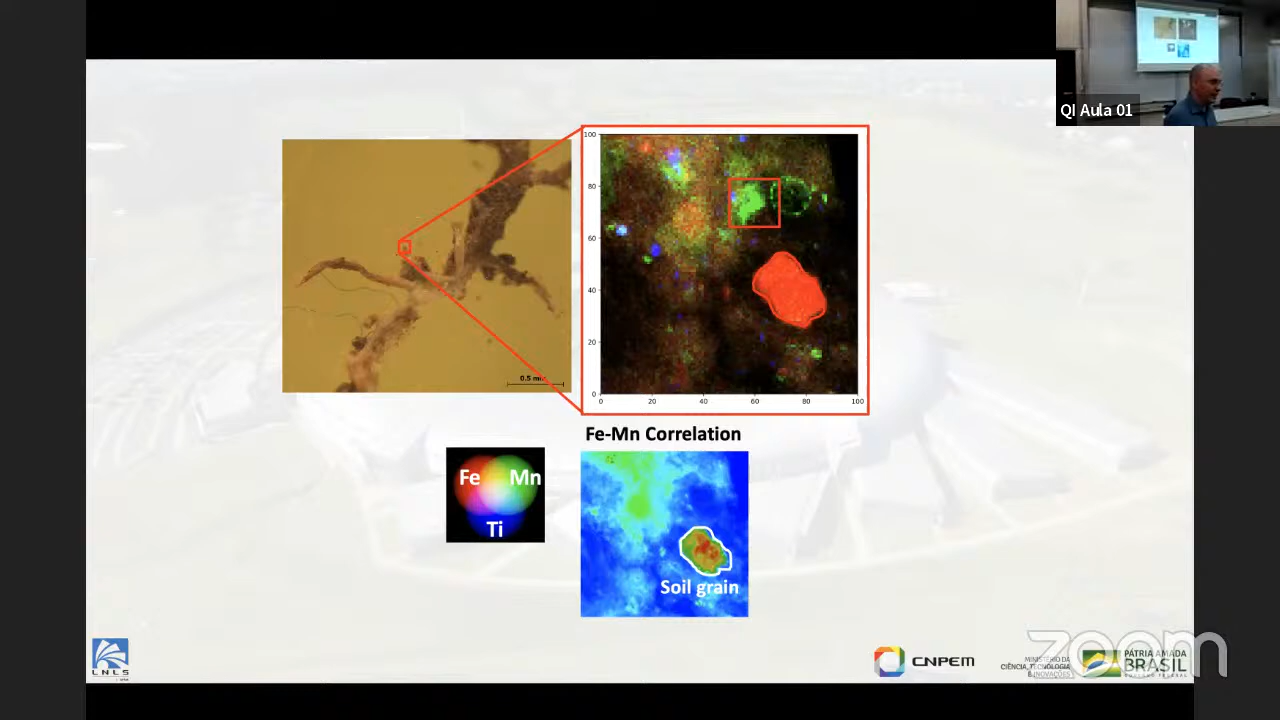 QI Aula 01
0.5 m
100
80
60
40
20
0
0 20 40 60 80 100
Fe-Mn Correlation
Fe Mn
Ti
Soil grain
LNLS
CNPEM
MINISTÉRIO DA
CIÊNCIA, TECNOLOGIA
E INOVAÇÕES
PÁTRIA AMADA
BRASIL
zoom